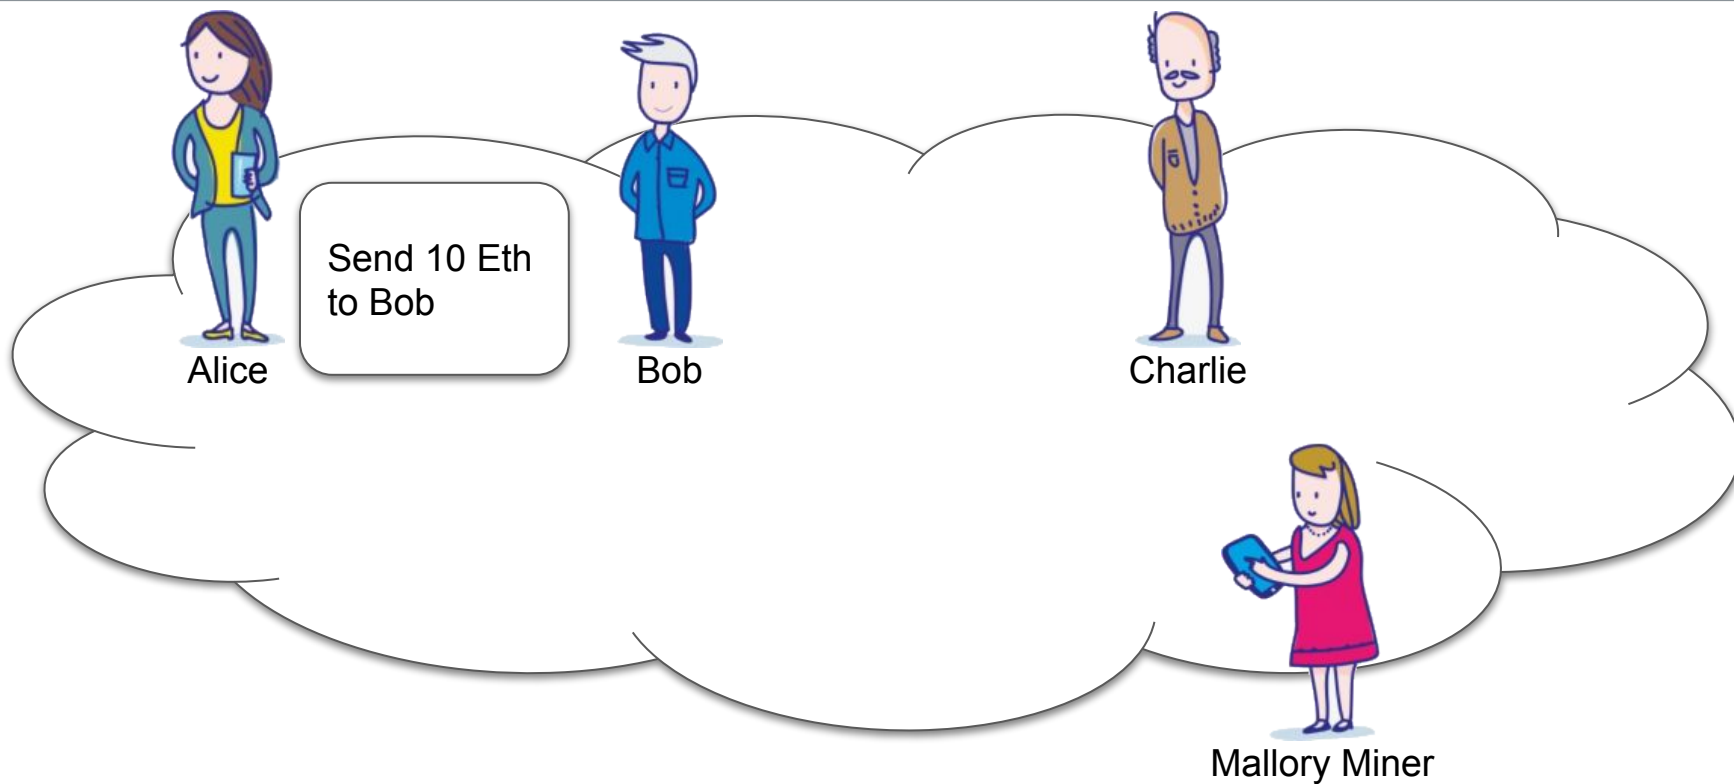 Send 10 Eth
to Bob
Alice
Bob
Charlie
Mallory Miner